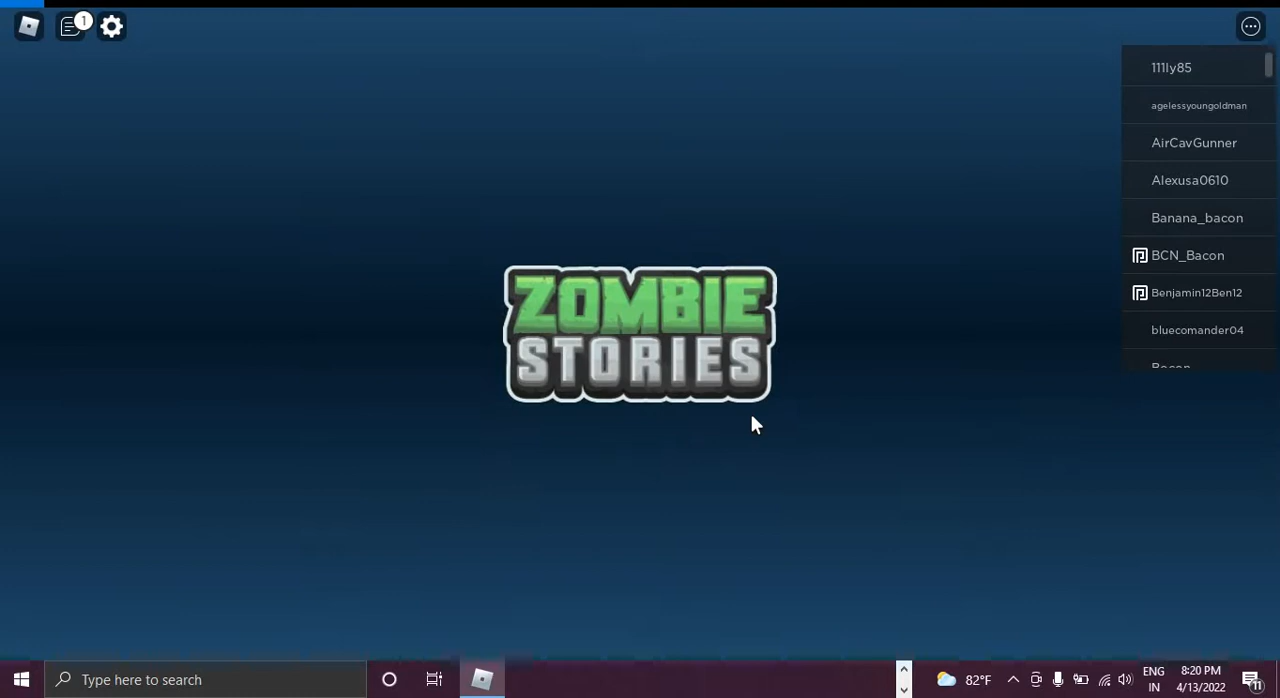 1
111ly85
agelessyoungoldman
AirCavGunner
Alexusa0610
Banana_bacon
BCN_Bacon
Benjamin12Ben12
bluecomander04
ZOMBIE
STORIES
Type here to search
82°F
ENG
IN
8:20 PM
4/13/2022
11